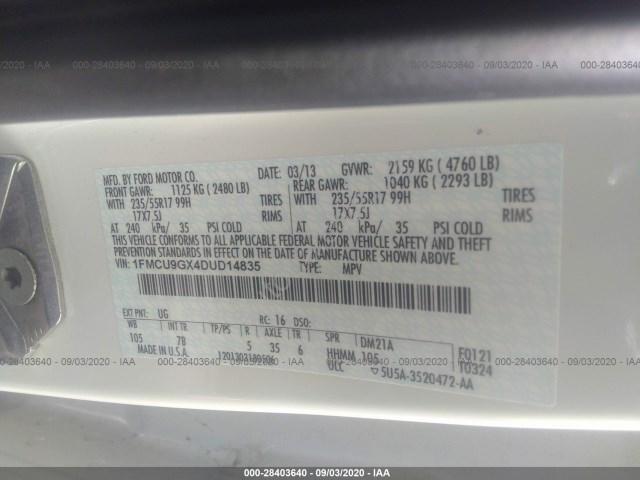 000-28403640 - 09/03/2020 - IAA
MFD. BY FORD MOTOR CO. DATE: 03/13 GVWR: 2159 KG ( 4760 LB)
FRONT GAWR: 1125 KG ( 2480 LB) REAR GAWR: 1040 KG ( 2293 LB)
WITH 235/55R17 99H TIRES WITH 235/55R17 99H TIRES
17X7.5J RIMS 17X7.5J RIMS
AT 240 kPa/ 35 PSI COLD AT 240 kPa/ 35 PSI COLD
THIS VEHICLE CONFORMS TO ALL APPLICABLE FEDERAL MOTOR VEHICLE SAFETY AND THEFT
PREVENTION STANDARDS IN EFFECT ON THE DATE OF MANUFACTURE SHOWN ABOVE.
VIN: 1FMCU9GX4DUD14835 TYPE: MPV
EXT PNT: UG RC: 16 DSO:
WB INT TR TP/PS R AXLE TR SPR DM21A
105 7B 5 35 6 HHMM 105 F0121
MADE IN U.S.A. ULC T0324
5U5A-3520472-AA
000-28403640 - 09/03/2020 - IAA